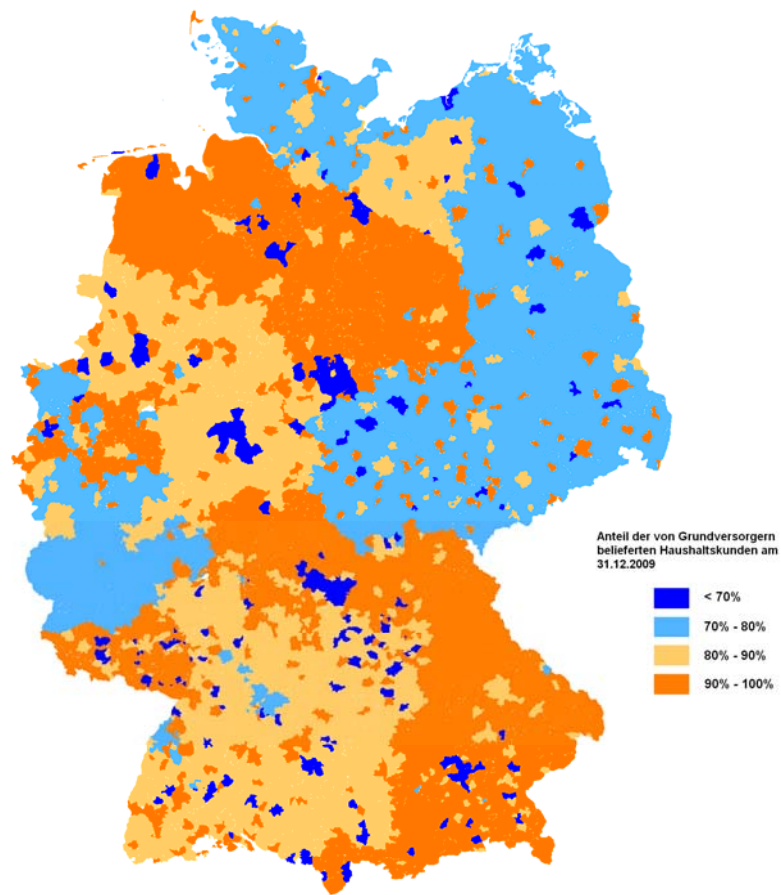 Anteil der von Grundversorgern
belieferten Haushaltskunden am
31.12.2009
< 70%
70% - 80%
80% - 90%
90% - 100%